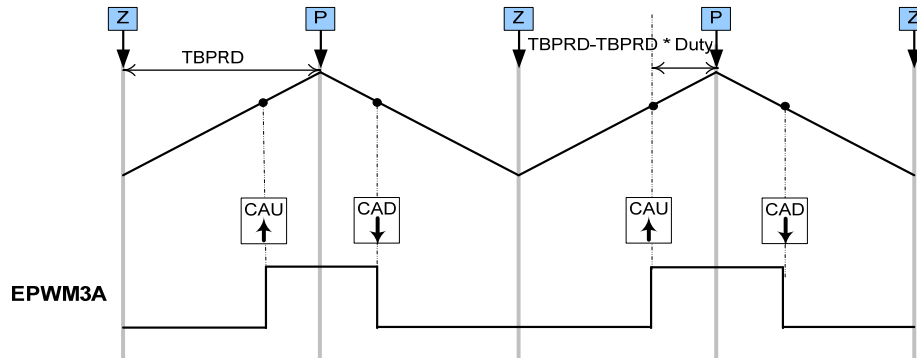 Z P Z P Z
TBPRD TBPRD-TBPRD * Duty
CAU CAD CAU CAD
EPWM3A